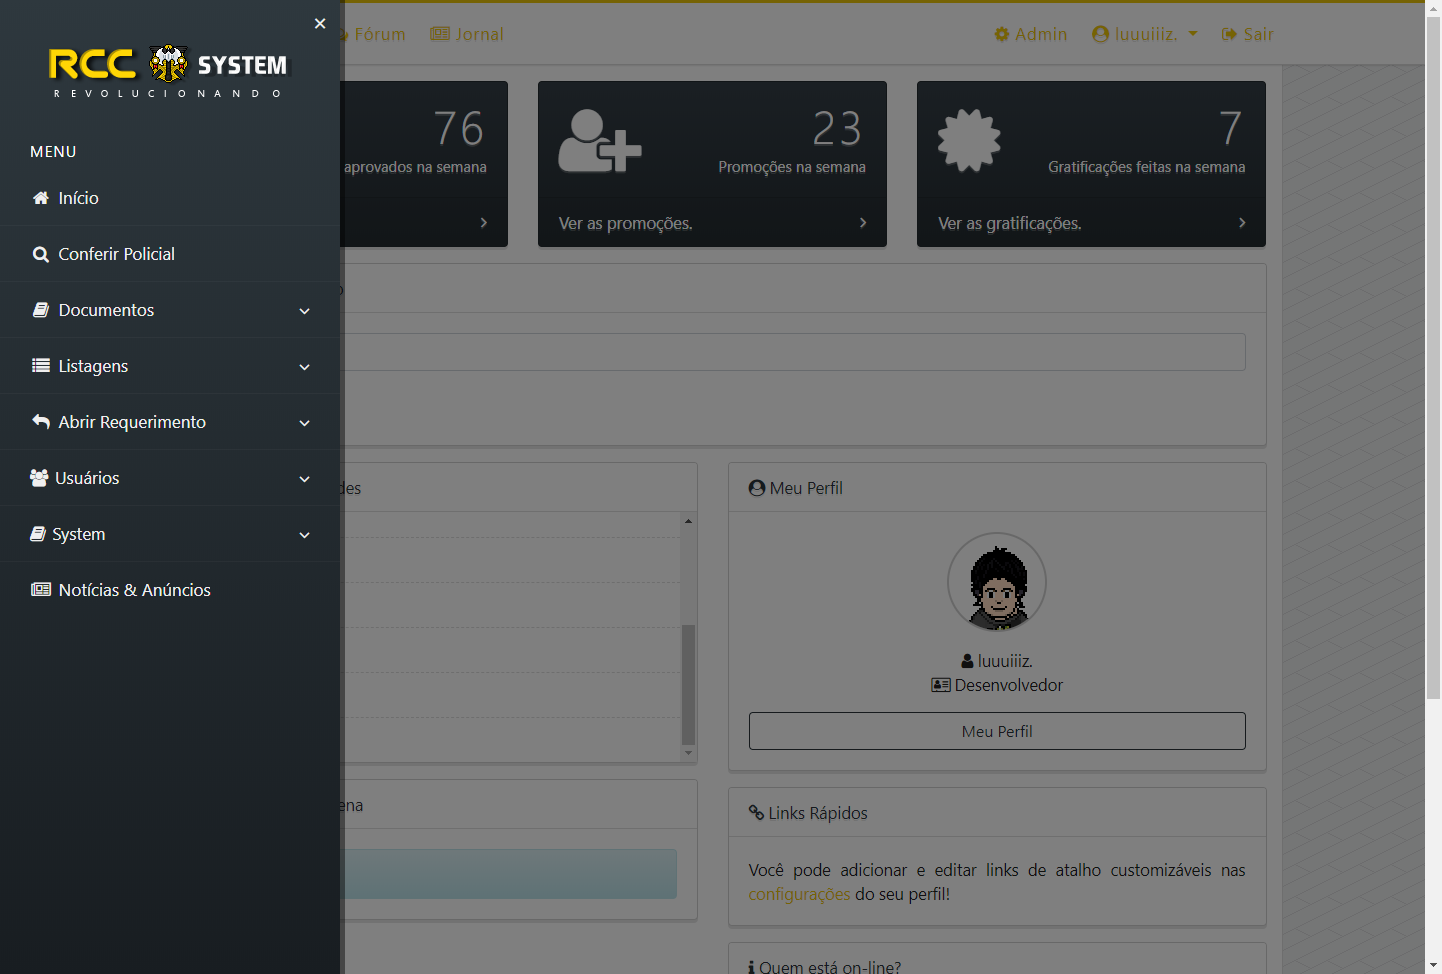 ×
Fórum
Jornal
Admin
luuuiiiz.
Sair
RCC SYSTEM
REVOLUCIONANDO
MENU
Início
Conferir Policial
Documentos
Listagens
Abrir Requerimento
Usuários
System
Notícias & Anúncios
76
aprovados na semana
23
Promoções na semana
Ver as promoções.
7
Gratificações feitas na semana
Ver as gratificações.
Meu Perfil
luuuiiiz.
Desenvolvedor
Meu Perfil
Links Rápidos
Você pode adicionar e editar links de atalho customizáveis nas
configurações do seu perfil!
Quem está on-line?